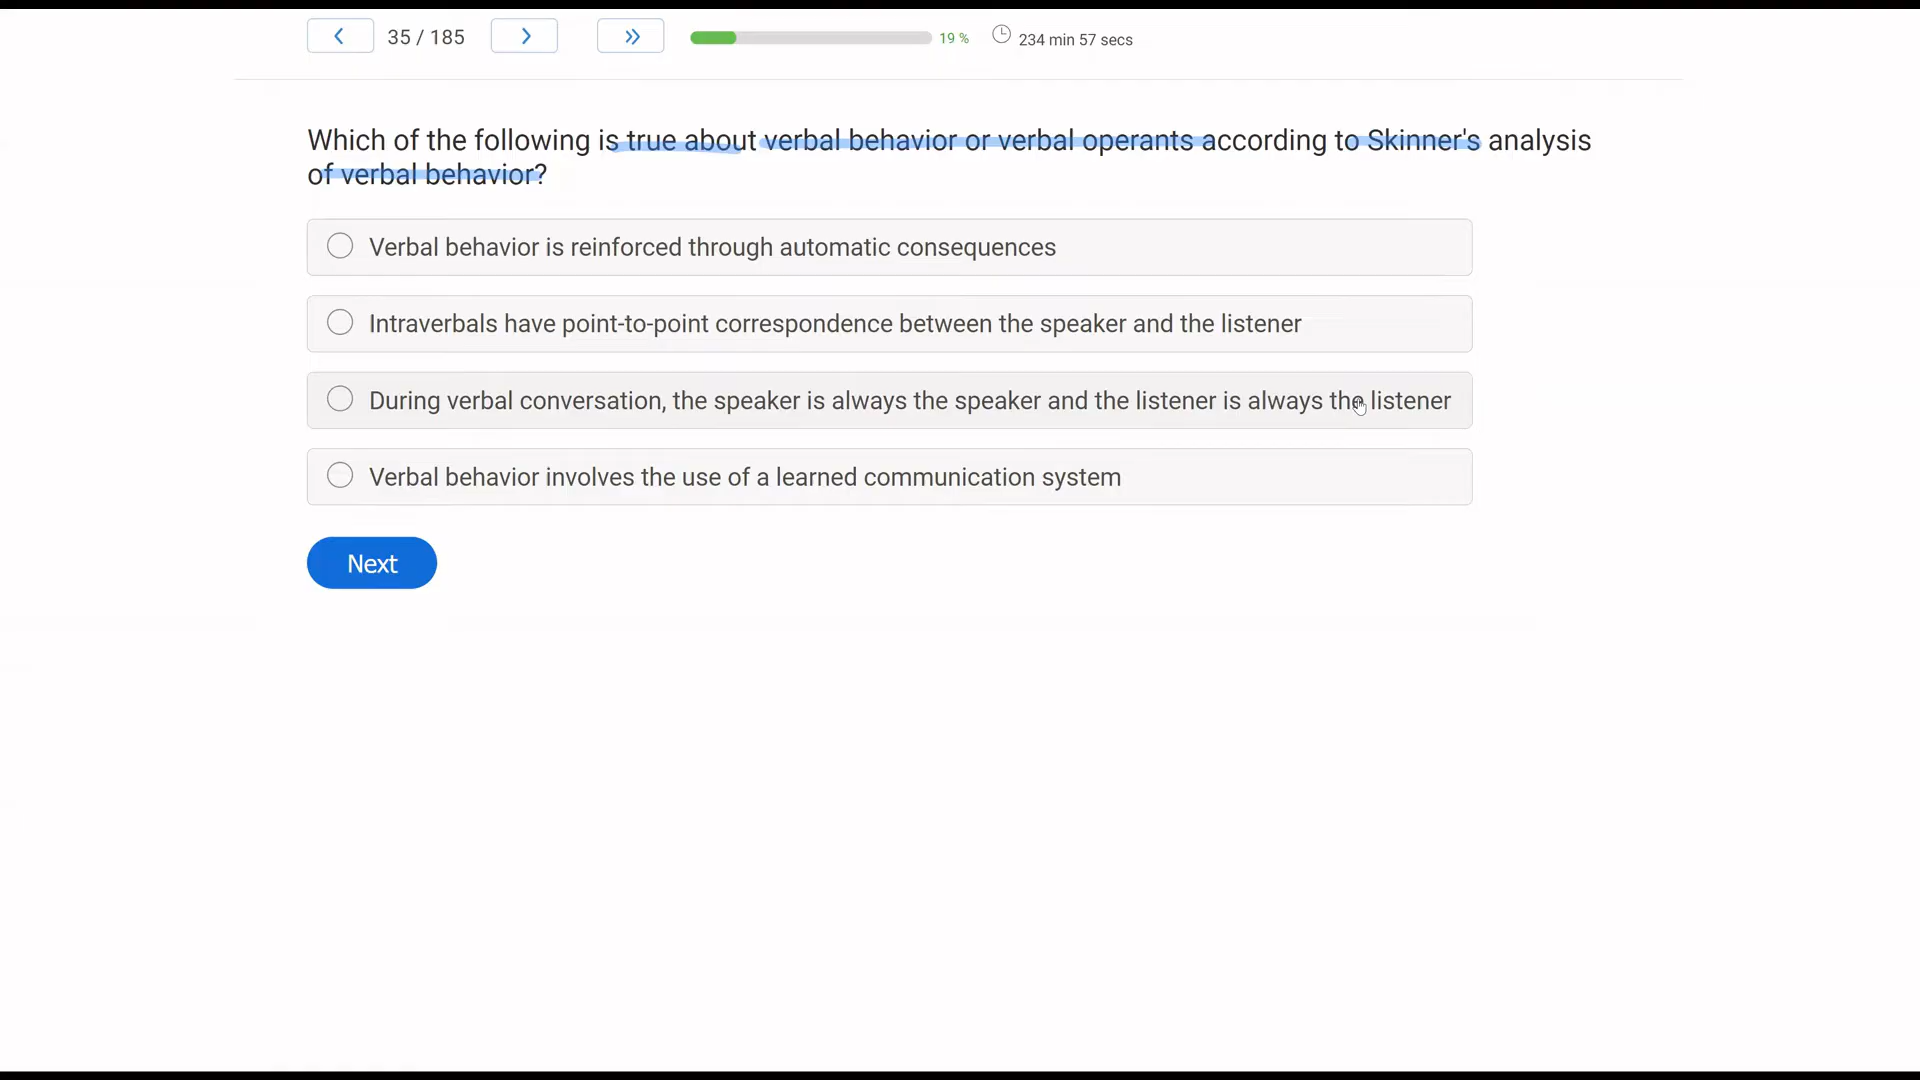 35 / 185 19 % 234 min 57 secs
Which of the following is true about verbal behavior or verbal operants according to Skinner's analysis
of verbal behavior?
Verbal behavior is reinforced through automatic consequences
Intraverbals have point-to-point correspondence between the speaker and the listener
During verbal conversation, the speaker is always the speaker and the listener is always the listener
Verbal behavior involves the use of a learned communication system
Next